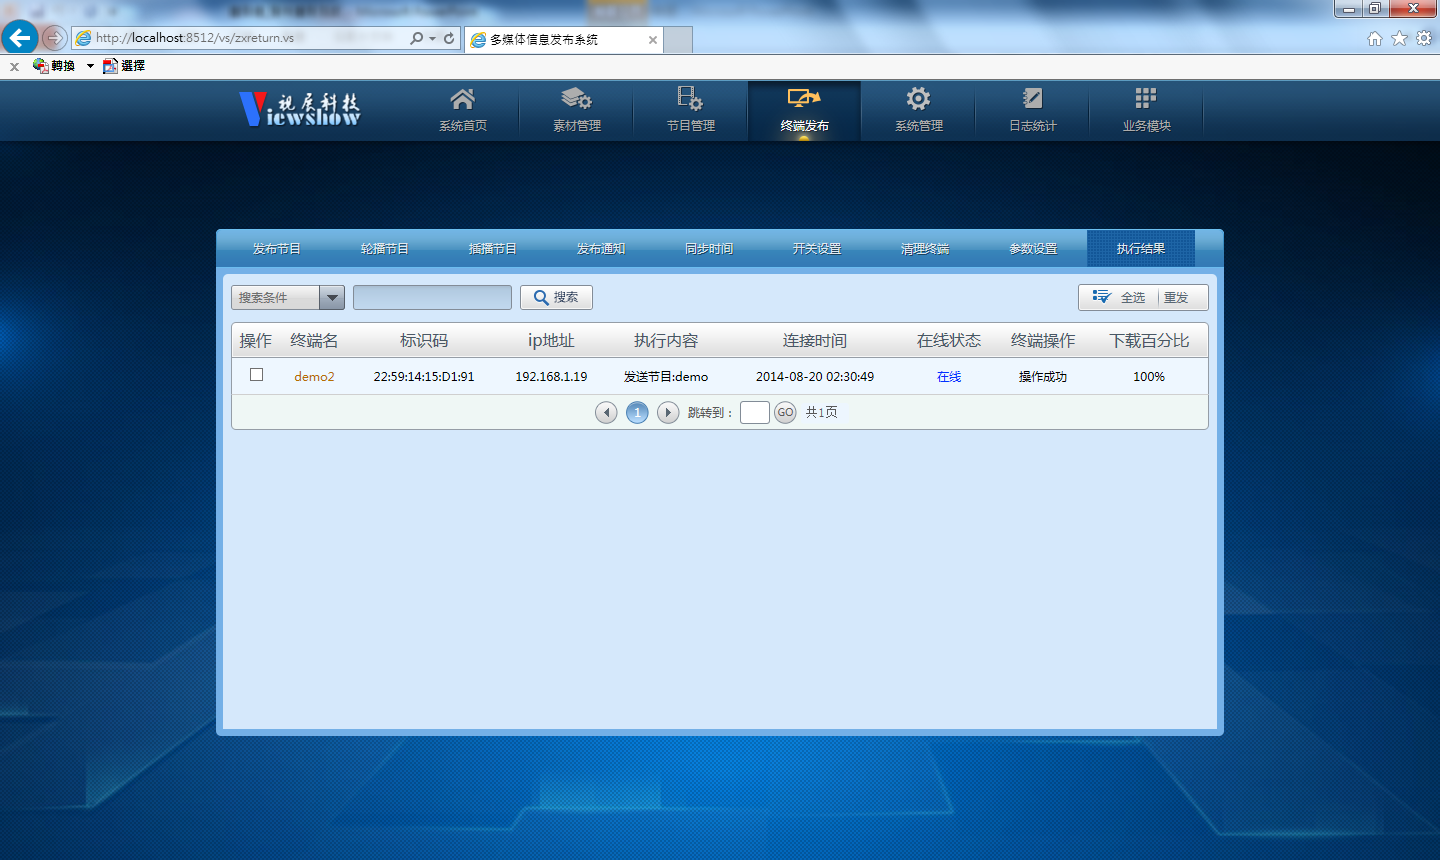 http://localhost:8512/vs/zxreturn.vs
多媒体信息发布系统
x 轉換 選擇
视展科技
Viewshow
系统首页 素材管理 节目管理 终端发布 系统管理 日志统计 业务模块
发布节目 轮播节目 插播节目 发布通知 同步时间 开关设置 清理终端 参数设置 执行结果
搜索条件 搜索 全选 重发
操作 终端名 标识码 ip地址 执行内容 连接时间 在线状态 终端操作 下载百分比
demo2 22:59:14:15:D1:91 192.168.1.19 发送节目:demo 2014-08-20 02:30:49 在线 操作成功 100%
1 跳转到： GO 共1页